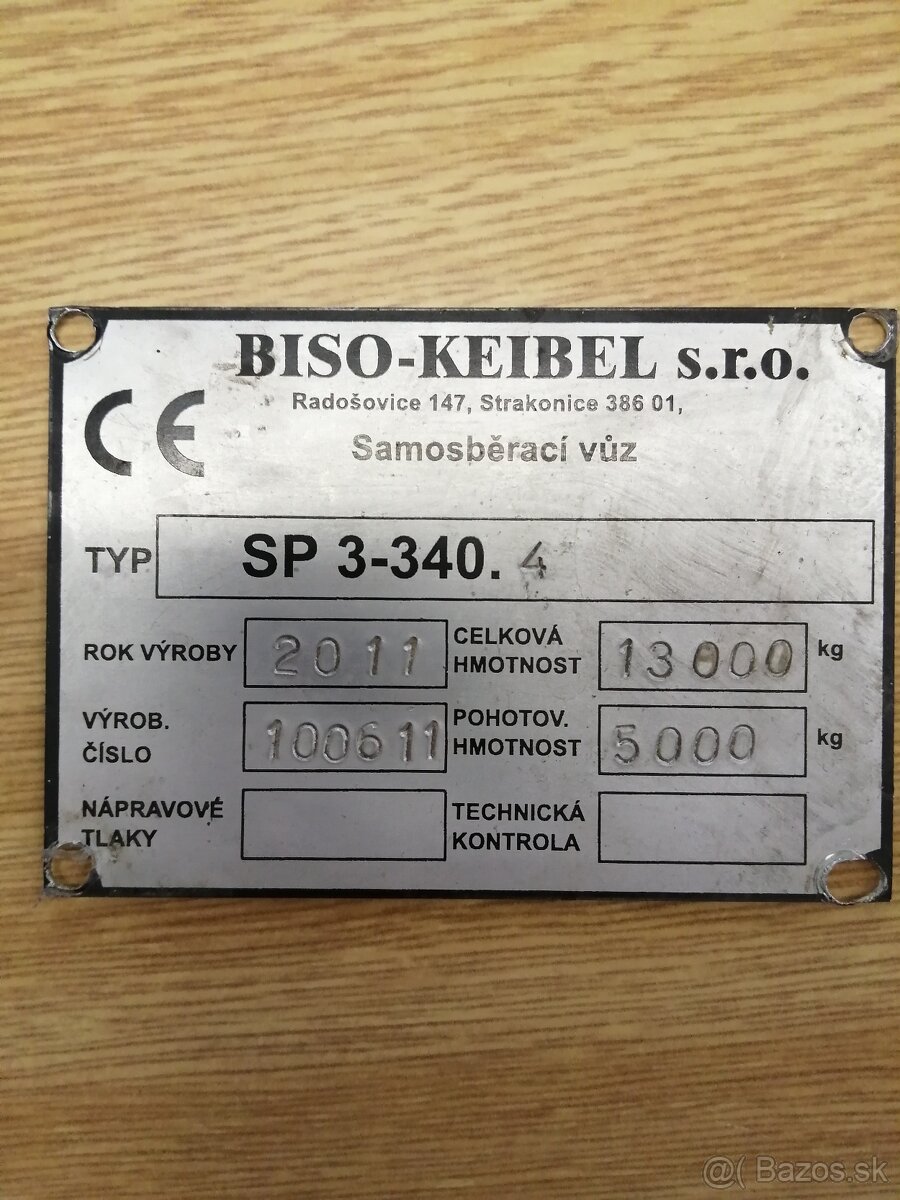 BISO-KEIBEL s.r.o.
Radošovice 147, Strakonice 386 01,
CE
Samosběrací vůz
TYP SP 3-340. 4
ROK VÝROBY 2011 CELKOVÁ HMOTNOST 13000 kg
VÝROB. ČÍSLO 100611 POHOTOV. HMOTNOST 5000 kg
NÁPRAVOVÉ TLAKY TECHNICKÁ KONTROLA
@( Bazos.sk